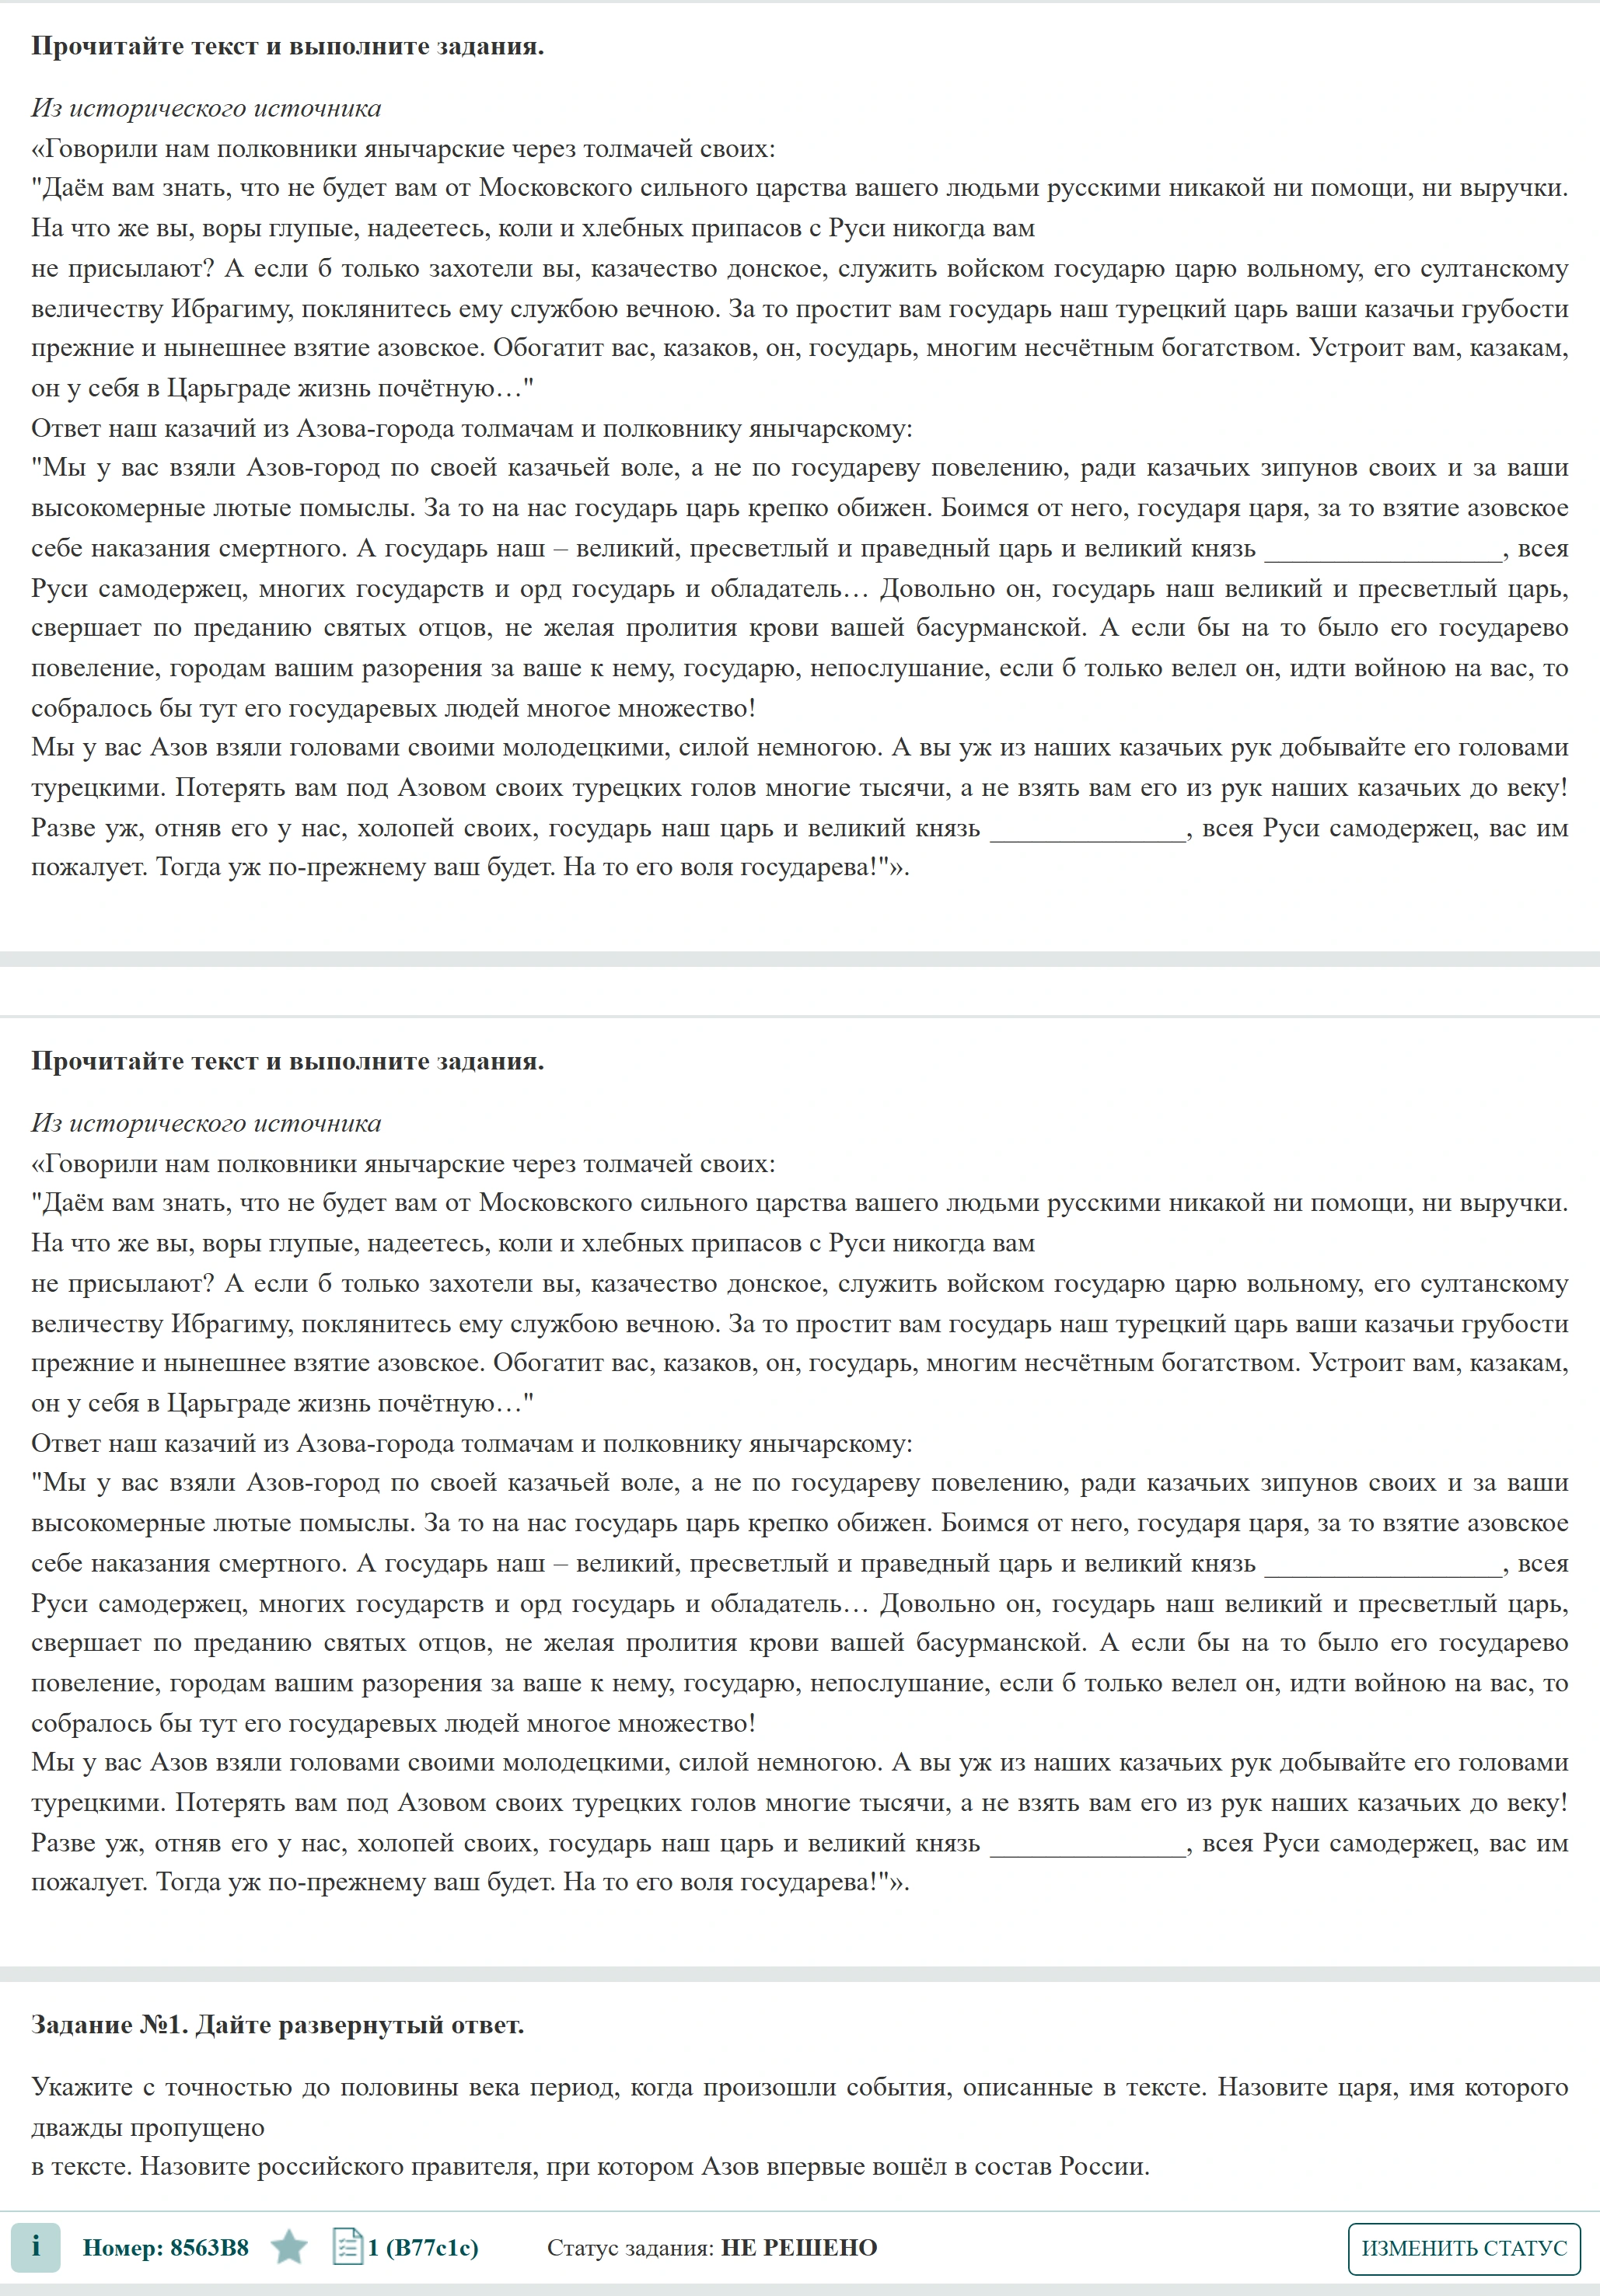 Прочитайте текст и выполните задания.
Из исторического источника
«Говорили нам полковники янычарские через толмачей своих:
"Даём вам знать, что не будет вам от Московского сильного царства вашего людьми русскими никакой ни помощи, ни выручки.
На что же вы, воры глупые, надеетесь, коли и хлебных припасов с Руси никогда вам
не присылают? А если б только захотели вы, казачество донское, служить войском государю царю вольному, его султанскому
величеству Ибрагиму, поклянитесь ему службою вечною. За то простит вам государь наш турецкий царь ваши казачьи грубости
прежние и нынешнее взятие азовское. Обогатит вас, казаков, он, государь, многим несчётным богатством. Устроит вам, казакам,
он у себя в Царьграде жизнь почётную…"
Ответ наш казачий из Азова-города толмачам и полковнику янычарскому:
"Мы у вас взяли Азов-город по своей казачьей воле, а не по государеву повелению, ради казачьих зипунов своих и за ваши
высокомерные лютые помыслы. За то на нас государь царь крепко обижен. Боимся от него, государя царя, за то взятие азовское
себе наказания смертного. А государь наш – великий, пресветлый и праведный царь и великий князь _________________, всея
Руси самодержец, многих государств и орд государь и обладатель… Довольно он, государь наш великий и пресветлый царь,
свершает по преданию святых отцов, не желая пролития крови вашей басурманской. А если бы на то было его государево
повеление, городам вашим разорения за ваше к нему, государю, непослушание, если б только велел он, идти войною на вас, то
собралось бы тут его государевых людей многое множество!
Мы у вас Азов взяли головами своими молодецкими, силой немногою. А вы уж из наших казачьих рук добывайте его головами
турецкими. Потерять вам под Азовом своих турецких голов многие тысячи, а не взять вам его из рук наших казачьих до веку!
Разве уж, отняв его у нас, холопей своих, государь наш царь и великий князь ______________, всея Руси самодержец, вас им
пожалует. Тогда уж по-прежнему ваш будет. На то его воля государева!"».
Прочитайте текст и выполните задания.
Из исторического источника
«Говорили нам полковники янычарские через толмачей своих:
"Даём вам знать, что не будет вам от Московского сильного царства вашего людьми русскими никакой ни помощи, ни выручки.
На что же вы, воры глупые, надеетесь, коли и хлебных припасов с Руси никогда вам
не присылают? А если б только захотели вы, казачество донское, служить войском государю царю вольному, его султанскому
величеству Ибрагиму, поклянитесь ему службою вечною. За то простит вам государь наш турецкий царь ваши казачьи грубости
прежние и нынешнее взятие азовское. Обогатит вас, казаков, он, государь, многим несчётным богатством. Устроит вам, казакам,
он у себя в Царьграде жизнь почётную…"
Ответ наш казачий из Азова-города толмачам и полковнику янычарскому:
"Мы у вас взяли Азов-город по своей казачьей воле, а не по государеву повелению, ради казачьих зипунов своих и за ваши
высокомерные лютые помыслы. За то на нас государь царь крепко обижен. Боимся от него, государя царя, за то взятие азовское
себе наказания смертного. А государь наш – великий, пресветлый и праведный царь и великий князь _________________, всея
Руси самодержец, многих государств и орд государь и обладатель… Довольно он, государь наш великий и пресветлый царь,
свершает по преданию святых отцов, не желая пролития крови вашей басурманской. А если бы на то было его государево
повеление, городам вашим разорения за ваше к нему, государю, непослушание, если б только велел он, идти войною на вас, то
собралось бы тут его государевых людей многое множество!
Мы у вас Азов взяли головами своими молодецкими, силой немногою. А вы уж из наших казачьих рук добывайте его головами
турецкими. Потерять вам под Азовом своих турецких голов многие тысячи, а не взять вам его из рук наших казачьих до веку!
Разве уж, отняв его у нас, холопей своих, государь наш царь и великий князь ______________, всея Руси самодержец, вас им
пожалует. Тогда уж по-прежнему ваш будет. На то его воля государева!"».
Задание №1. Дайте развернутый ответ.
Укажите с точностью до половины века период, когда произошли события, описанные в тексте. Назовите царя, имя которого
дважды пропущено
в тексте. Назовите российского правителя, при котором Азов впервые вошёл в состав России.
i Номер: 8563B8 1 (B77c1c) Статус задания: НЕ РЕШЕНО ИЗМЕНИТЬ СТАТУС